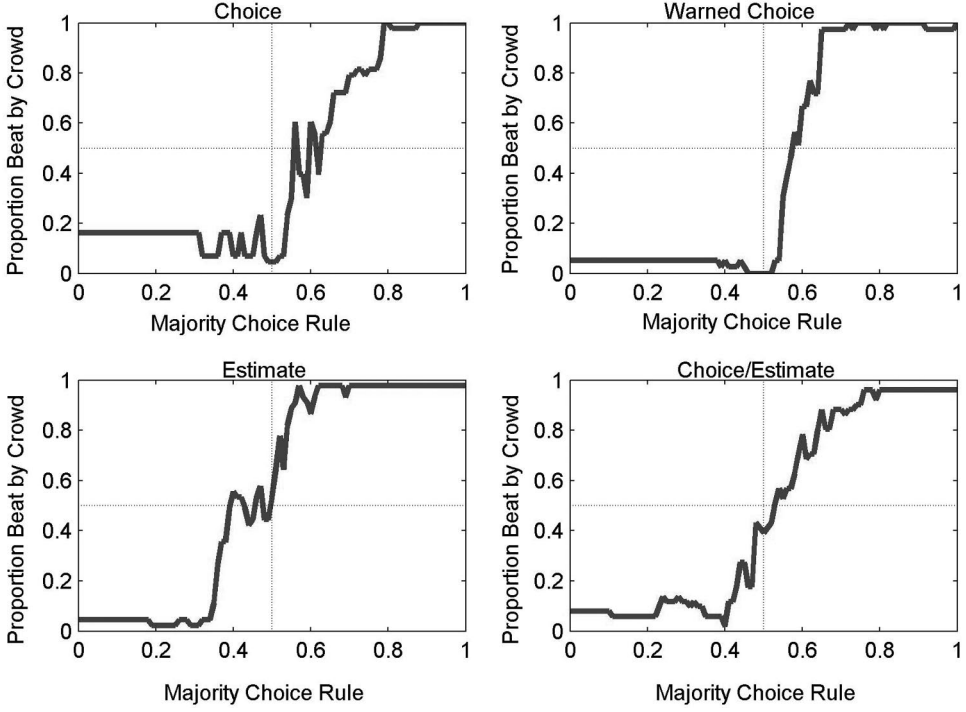 Choice
Proportion Beat by Crowd
1
0.8
0.6
0.4
0.2
0
0 0.2 0.4 0.6 0.8 1
Majority Choice Rule
Warned Choice
Proportion Beat by Crowd
1
0.8
0.6
0.4
0.2
0
0 0.2 0.4 0.6 0.8 1
Majority Choice Rule
Estimate
Proportion Beat by Crowd
1
0.8
0.6
0.4
0.2
0
0 0.2 0.4 0.6 0.8 1
Majority Choice Rule
Choice/Estimate
Proportion Beat by Crowd
1
0.8
0.6
0.4
0.2
0
0 0.2 0.4 0.6 0.8 1
Majority Choice Rule